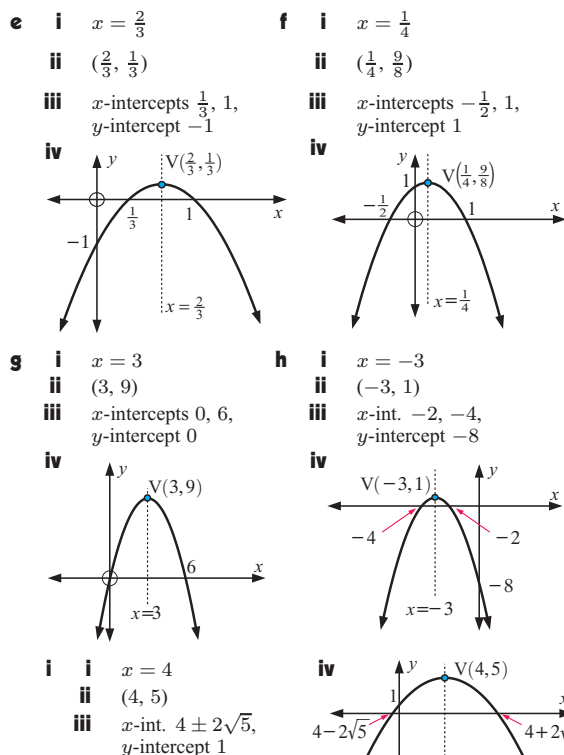 e i x = 2/3
ii (2/3, 1/3)
iii x-intercepts 1/3, 1,
y-intercept −1
iv
y
V(2/3, 1/3)
1/3
1
x
−1
x = 2/3
f i x = 1/4
ii (1/4, 9/8)
iii x-intercepts −1/2, 1,
y-intercept 1
iv
y
1
V(1/4, 9/8)
x
−1/2
1
x = 1/4
g i x = 3
ii (3, 9)
iii x-intercepts 0, 6,
y-intercept 0
iv
y
V(3, 9)
6
x
x=3
h i x = −3
ii (−3, 1)
iii x-int. −2, −4,
y-intercept −8
iv
y
V(−3, 1)
x
−4
−2
−8
x=−3
i i x = 4
ii (4, 5)
iii x-int. 4 ± 2√5,
y-intercept 1
iv
y
V(4, 5)
1
x
4−2√5
4+2√